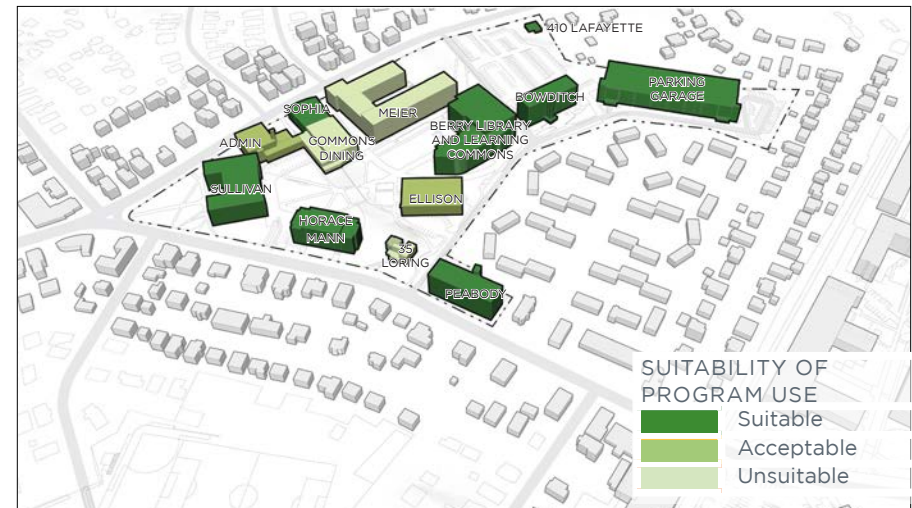 410 LAFAYETTE
PARKING
GARAGE
BOWDITCH
SOPHIA
MEIER
BERRY LIBRARY
AND LEARNING
COMMONS
ADMIN
GOMMONS
DINING
SULLIVAN
ELLISON
HORACE
MANN
35
LORING
PEABODY
SUITABILITY OF
PROGRAM USE
Suitable
Acceptable
Unsuitable